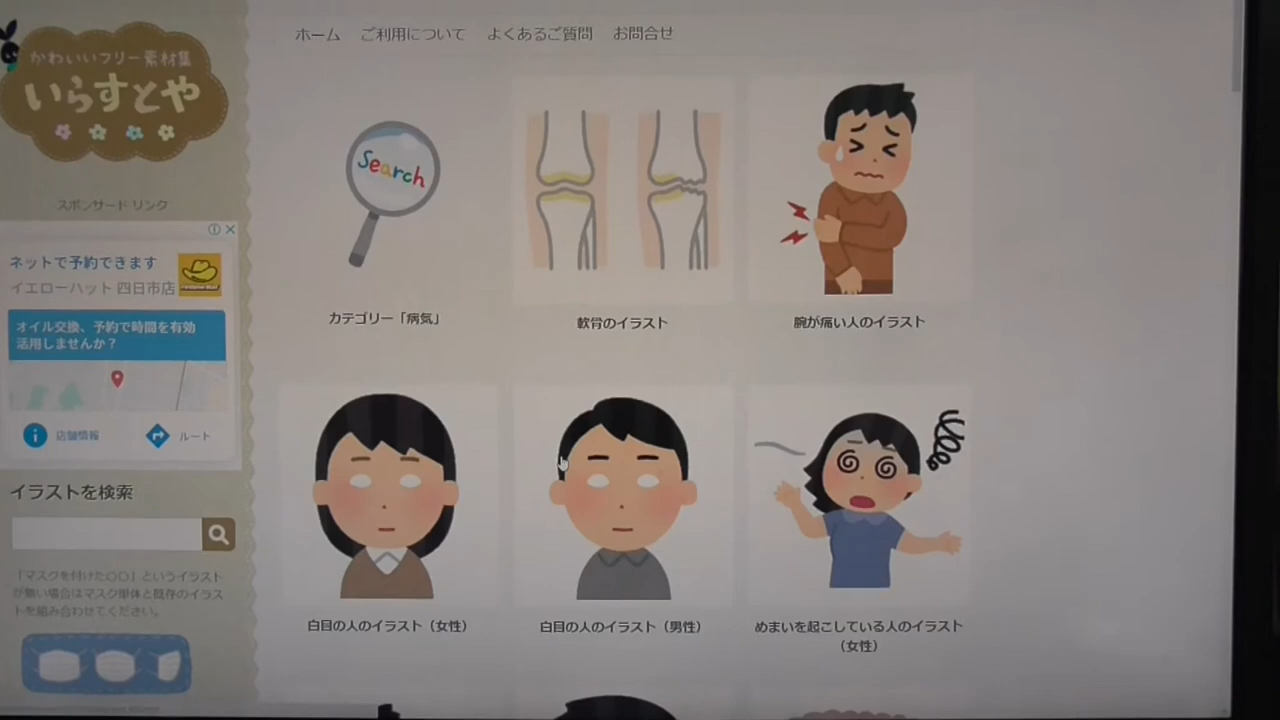 かわいいフリー素材集
いらすとや
スポンサード リンク
ネットで予約できます
イエローハット 四日市店
オイル交換、予約で時間を有効
活用しませんか？
店舗情報
ルート
イラストを検索
「マスクを付けた〇〇」というイラスト
が無い場合はマスク単体と既存のイラス
トを組み合わせてください。
ホーム ご利用について よくあるご質問 お問合せ
Search
カテゴリー「病気」
軟骨のイラスト
腕が痛い人のイラスト
白目の人のイラスト（女性）
白目の人のイラスト（男性）
めまいを起こしている人のイラスト
（女性）